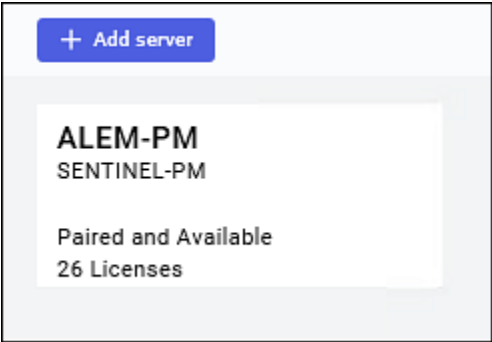 + Add server
ALEM-PM
SENTINEL-PM
Paired and Available
26 Licenses